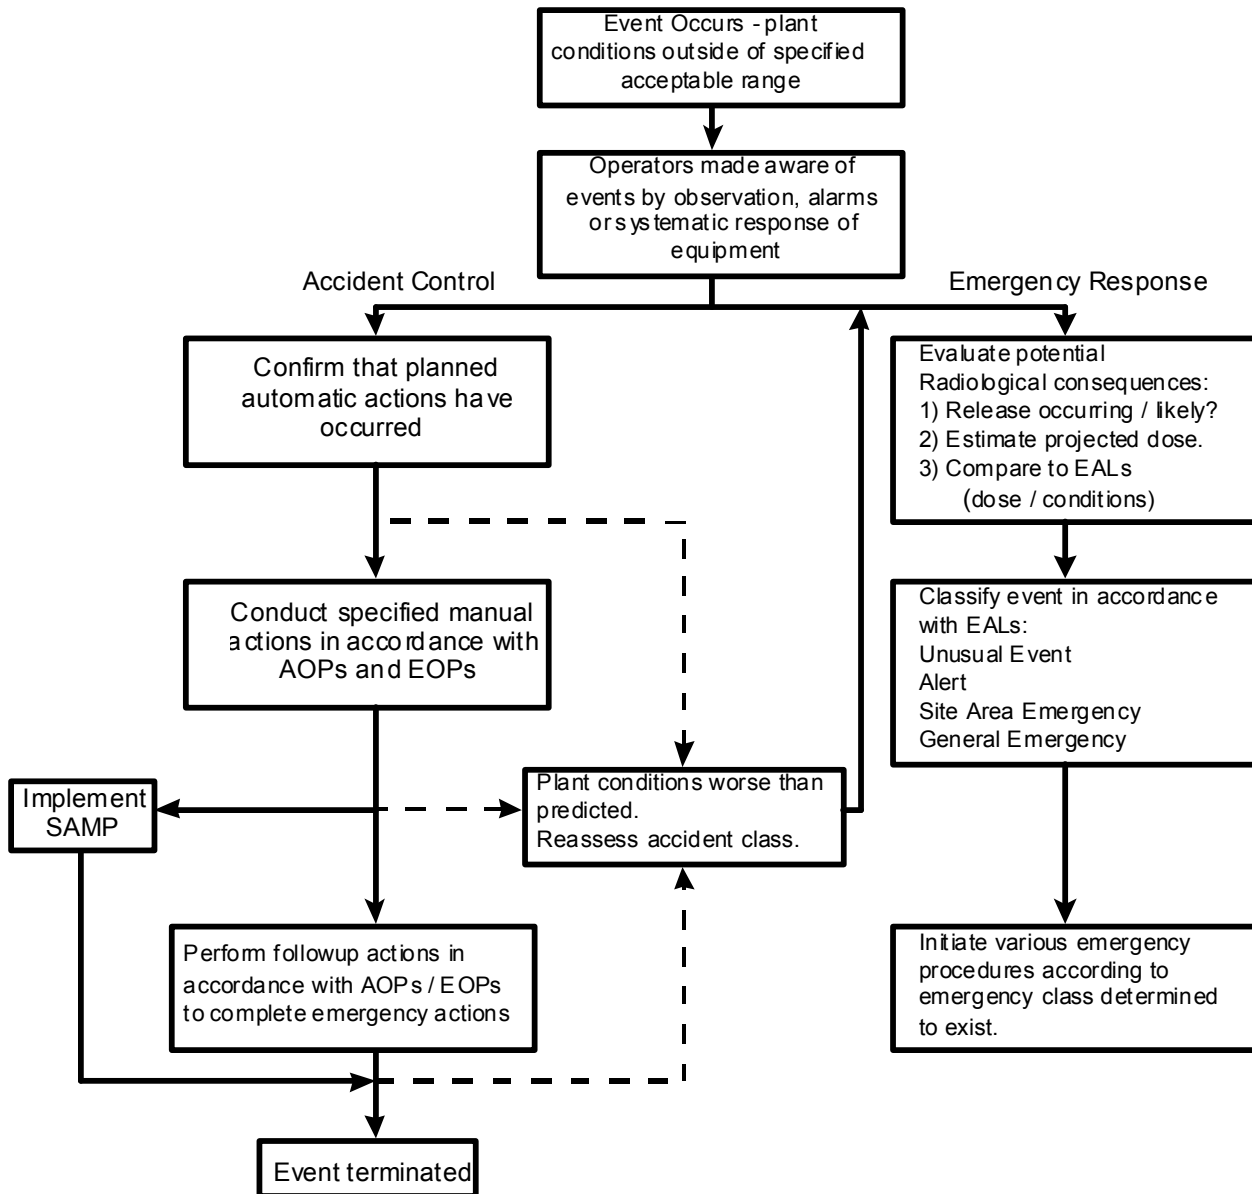 Event Occurs - plant
conditions outside of specified
acceptable range
Operators made aware of
events by observation, alarms
or systematic response of
equipment
Accident Control
Emergency Response
Confirm that planned
automatic actions have
occurred
Evaluate potential
Radiological consequences:
1) Release occurring / likely?
2) Estimate projected dose.
3) Compare to EALs
(dose / conditions)
Conduct specified manual
actions in accordance with
AOPs and EOPs
Classify event in accordance
with EALs:
Unusual Event
Alert
Site Area Emergency
General Emergency
Implement
SAMP
Plant conditions worse than
predicted.
Reassess accident class.
Perform followup actions in
accordance with AOPs / EOPs
to complete emergency actions
Initiate various emergency
procedures according to
emergency class determined
to exist.
Event terminated